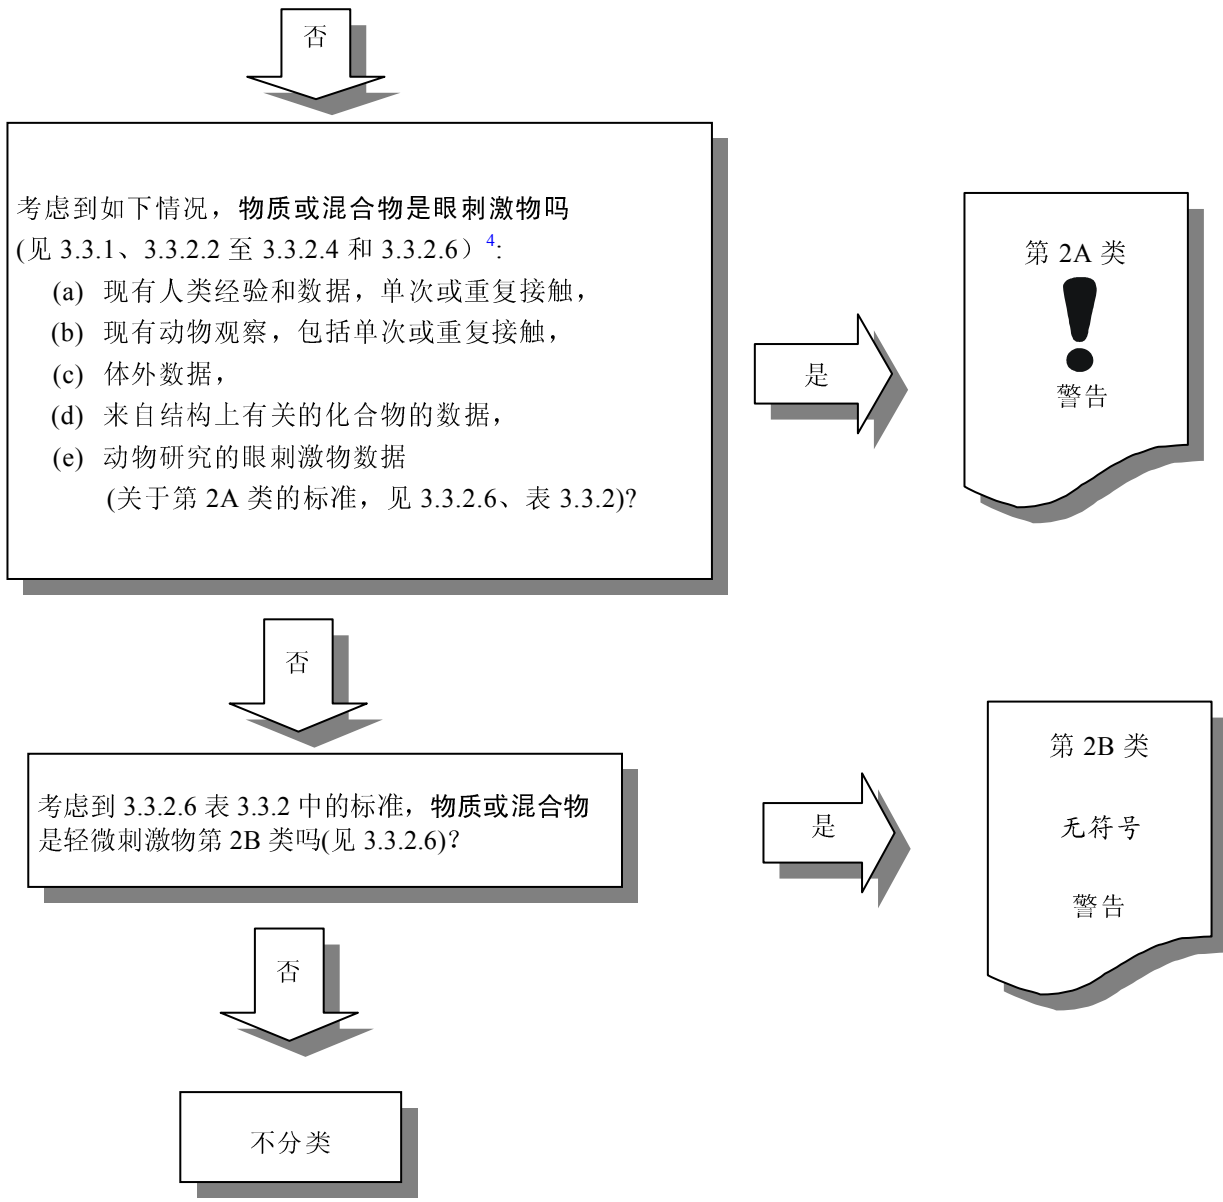 否
考虑到如下情况，物质或混合物是眼刺激物吗
(见 3.3.1、3.3.2.2 至 3.3.2.4 和 3.3.2.6）4:
(a) 现有人类经验和数据，单次或重复接触，
(b) 现有动物观察，包括单次或重复接触，
(c) 体外数据，
(d) 来自结构上有关的化合物的数据，
(e) 动物研究的眼刺激物数据
(关于第 2A 类的标准，见 3.3.2.6、表 3.3.2)?
是
第 2A 类
警告
否
考虑到 3.3.2.6 表 3.3.2 中的标准，物质或混合物
是轻微刺激物第 2B 类吗(见 3.3.2.6)？
是
第 2B 类
无符号
警告
否
不分类